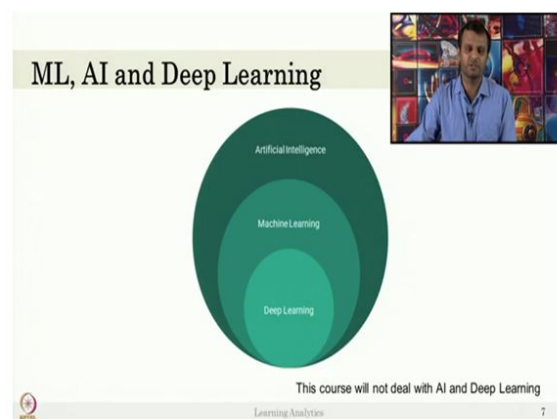 ML, AI and Deep Learning
Artificial Intelligence
Machine Learning
Deep Learning
This course will not deal with AI and Deep Learning
Learning Analytics
7